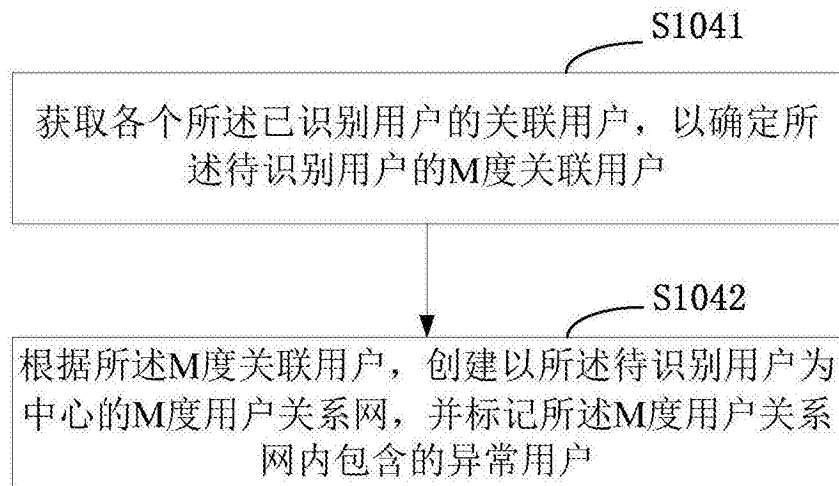 S1041
获取各个所述已识别用户的关联用户，以确定所
述待识别用户的M度关联用户
S1042
根据所述M度关联用户，创建以所述待识别用户为
中心的M度用户关系网，并标记所述M度用户关系
网内包含的异常用户